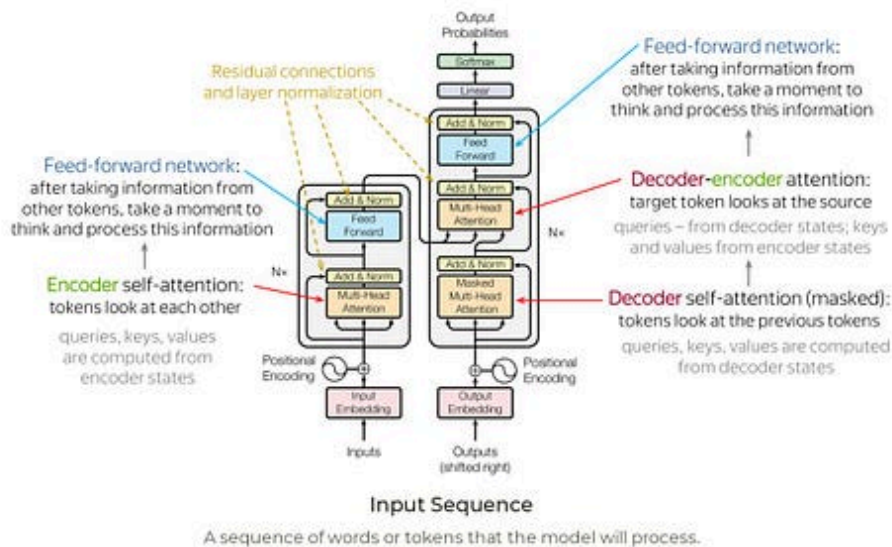 Output
Probabilities
Softmax
Linear
Add & Norm
Feed
Forward
Add & Norm
Multi-Head
Attention
Add & Norm
Masked
Multi-Head
Attention
Nx
Positional
Encoding
Output
Embedding
Outputs
(shifted right)
Add & Norm
Feed
Forward
Add & Norm
Multi-Head
Attention
Nx
Positional
Encoding
Input
Embedding
Inputs
Residual connections
and layer normalization
Feed-forward network:
after taking information from
other tokens, take a moment to
think and process this information
Encoder self-attention:
tokens look at each other
queries, keys, values
are computed from
encoder states
Feed-forward network:
after taking information from
other tokens, take a moment to
think and process this information
Decoder-encoder attention:
target token looks at the source
queries – from decoder states; keys
and values from encoder states
Decoder self-attention (masked):
tokens look at the previous tokens
queries, keys, values are computed
from decoder states
Input Sequence
A sequence of words or tokens that the model will process.